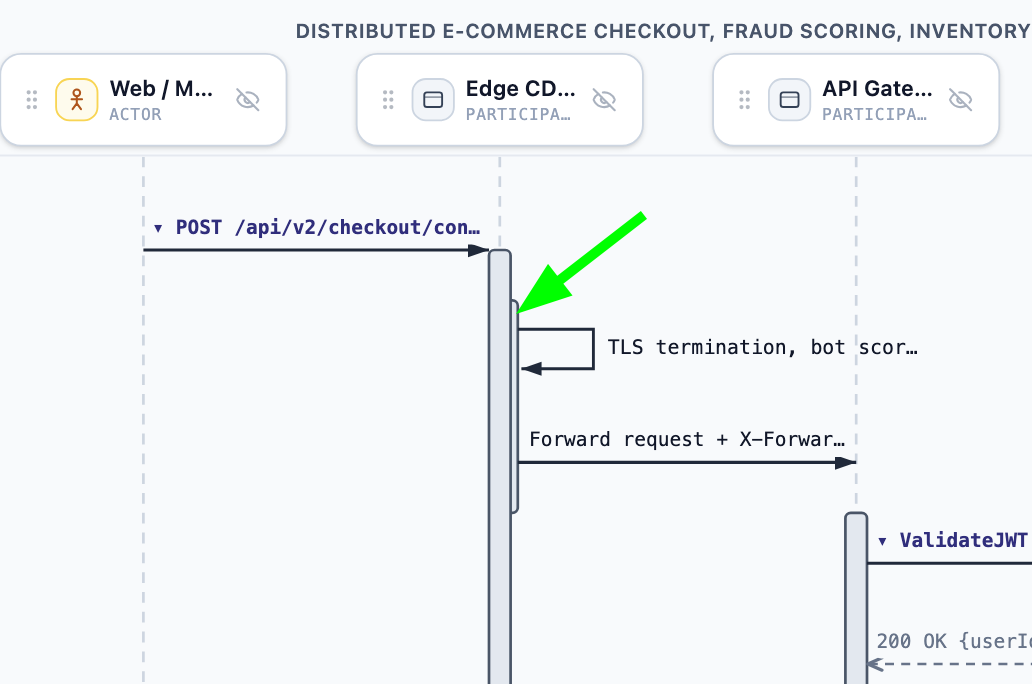 DISTRIBUTED E-COMMERCE CHECKOUT, FRAUD SCORING, INVENTORY
Web / M...
ACTOR
Edge CD...
PARTICIPA...
API Gate...
PARTICIPA...
▾ POST /api/v2/checkout/con…
TLS termination, bot scor…
Forward request + X-Forwar…
▾ ValidateJWT
200 OK {userId